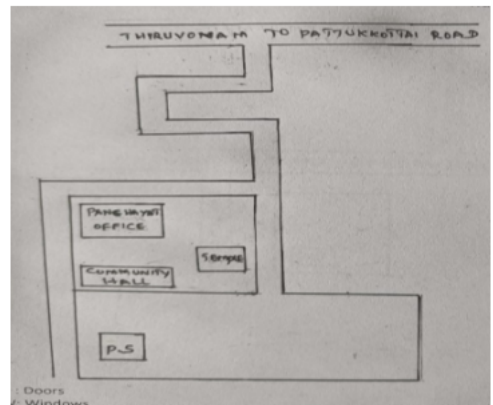 THIRUVONAM TO PATTUKKOTTAI ROAD
PANCHAYAT
OFFICE
COMMUNITY
HALL
P.S
: Doors
: Windows